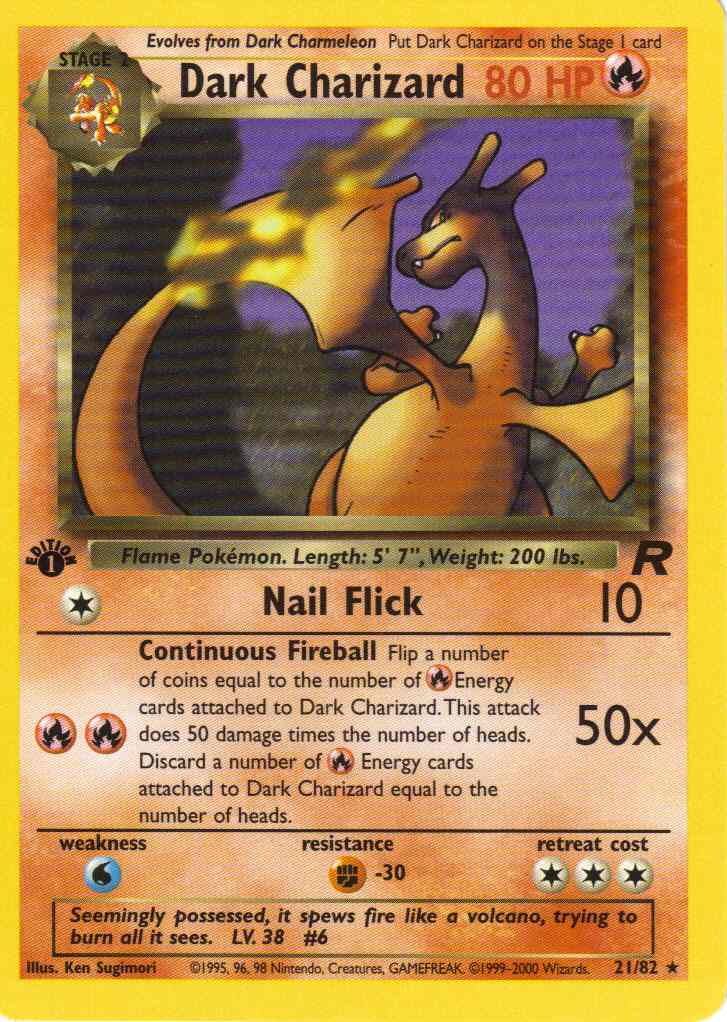 Evolves from Dark Charmeleon Put Dark Charizard on the Stage 1 card
STAGE 2
Dark Charizard 80 HP
EDITION
1
Flame Pokémon. Length: 5' 7", Weight: 200 lbs.
R
Nail Flick 10
Continuous Fireball Flip a number
of coins equal to the number of Energy
cards attached to Dark Charizard. This attack
does 50 damage times the number of heads.
Discard a number of Energy cards
attached to Dark Charizard equal to the
number of heads.
50x
weakness resistance retreat cost
-30
Seemingly possessed, it spews fire like a volcano, trying to
burn all it sees. LV. 38 #6
Illus. Ken Sugimori ©1995, 96, 98 Nintendo, Creatures, GAMEFREAK. ©1999-2000 Wizards. 21/82 ★